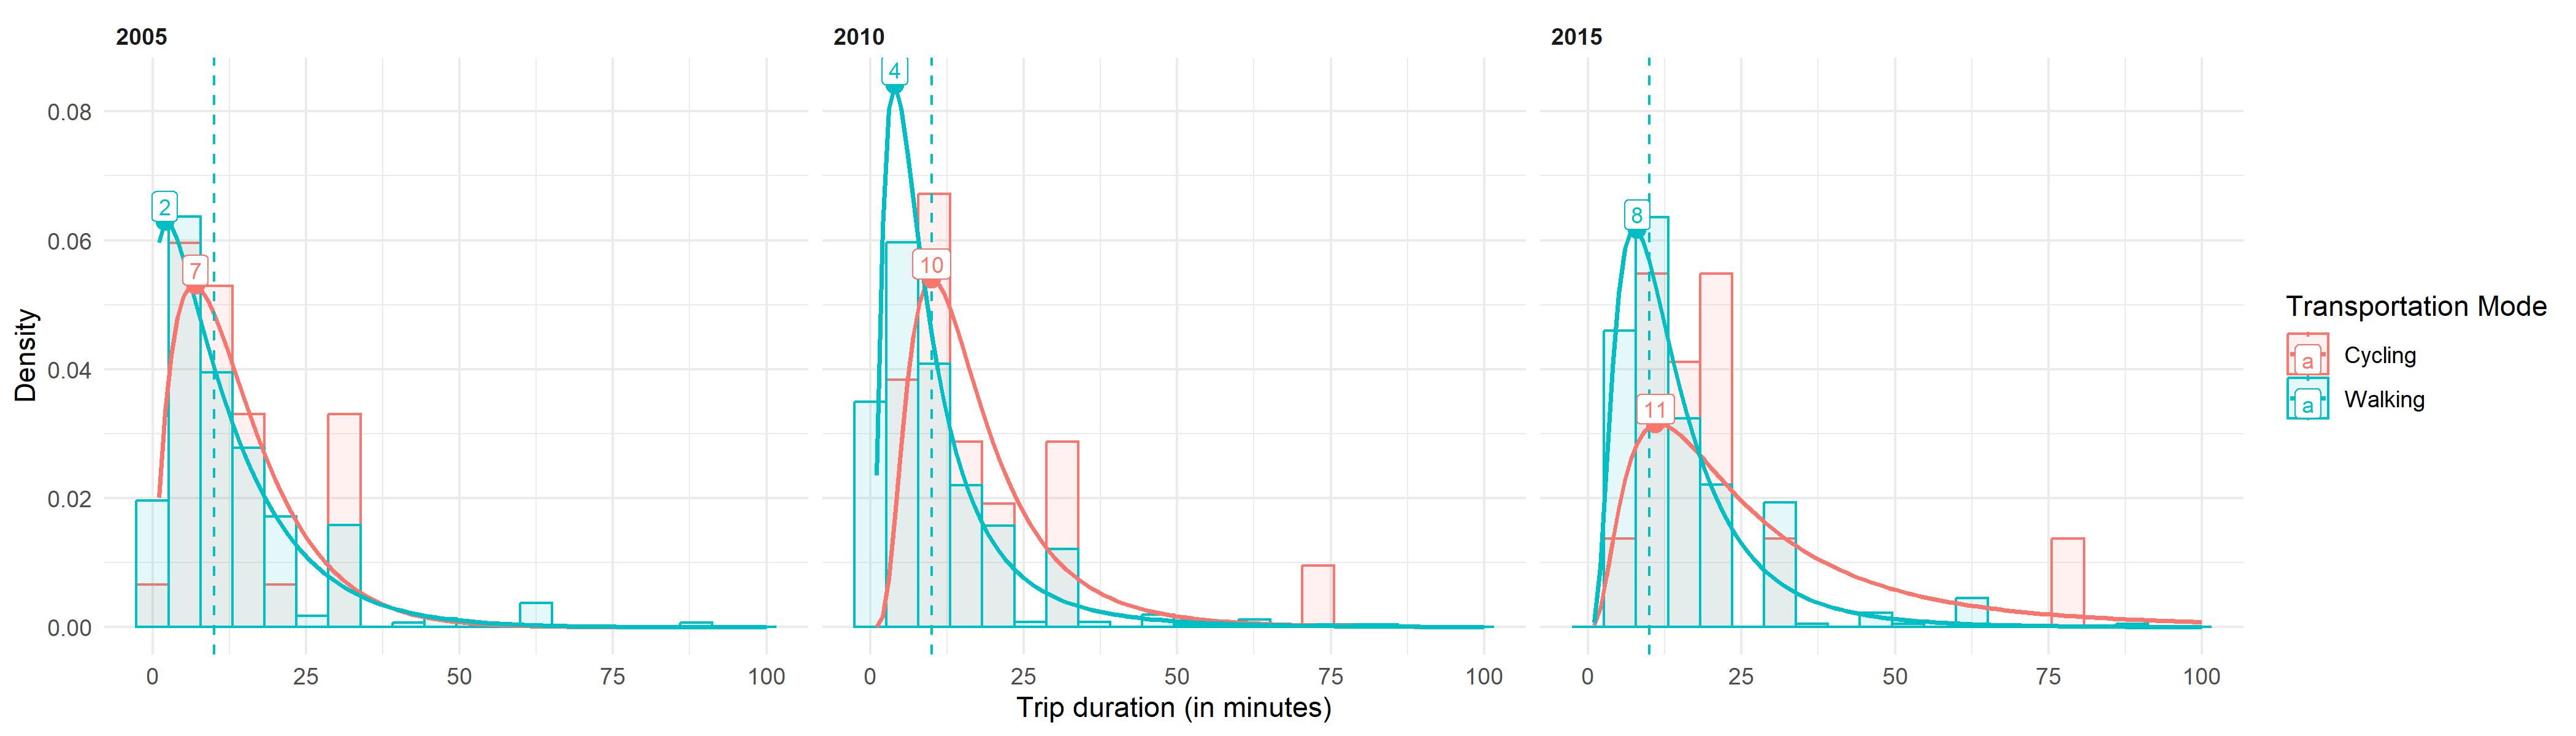 2005
2010
2015
0.08
0.06
0.04
0.02
0.00
Density
2
7
4
10
8
11
0 25 50 75 100
0 25 50 75 100
0 25 50 75 100
Trip duration (in minutes)
Transportation Mode
a Cycling
a Walking